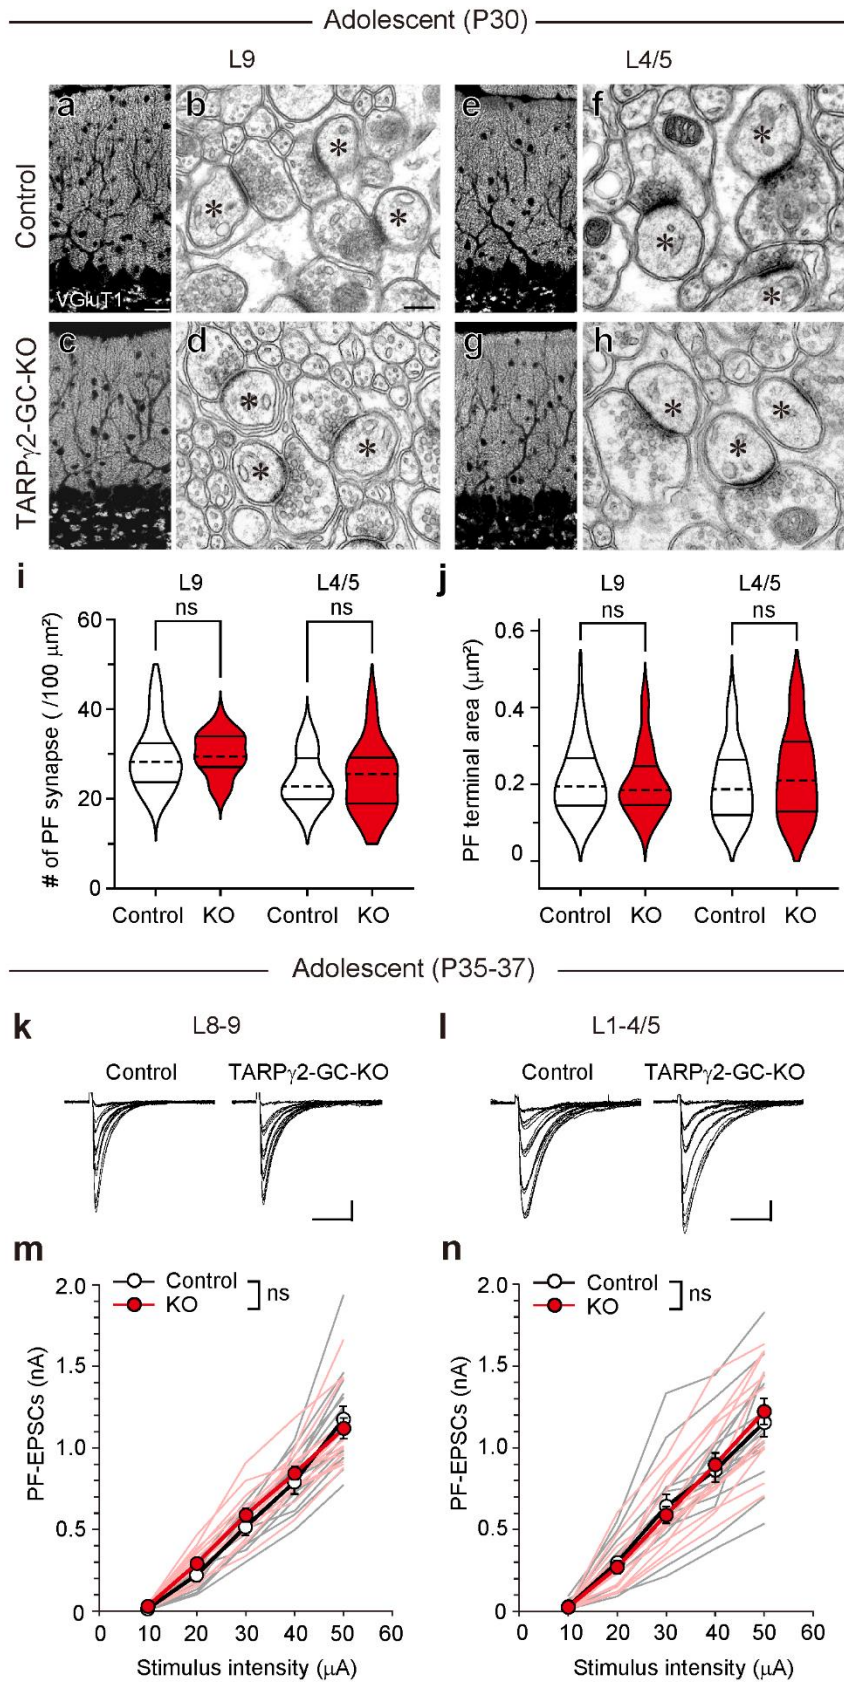 Adolescent (P30)
L9
L4/5
Control
a
b
e
f
VGluT1
TARPγ2-GC-KO
c
d
g
h
* * *
* * *
* * *
* * *
i
L9
L4/5
ns
ns
# of PF synapse ( /100 µm²)
60
40
20
0
Control
KO
Control
KO
j
L9
L4/5
ns
ns
PF terminal area (µm²)
0.6
0.4
0.2
0
Control
KO
Control
KO
Adolescent (P35-37)
k
L8-9
Control
TARPγ2-GC-KO
l
L1-4/5
Control
TARPγ2-GC-KO
m
Control
KO
ns
PF-EPSCs (nA)
2.0
1.5
1.0
0.5
0
0 10 20 30 40 50 60
Stimulus intensity (µA)
n
Control
KO
ns
PF-EPSCs (nA)
2.0
1.5
1.0
0.5
0
0 10 20 30 40 50 60
Stimulus intensity (µA)